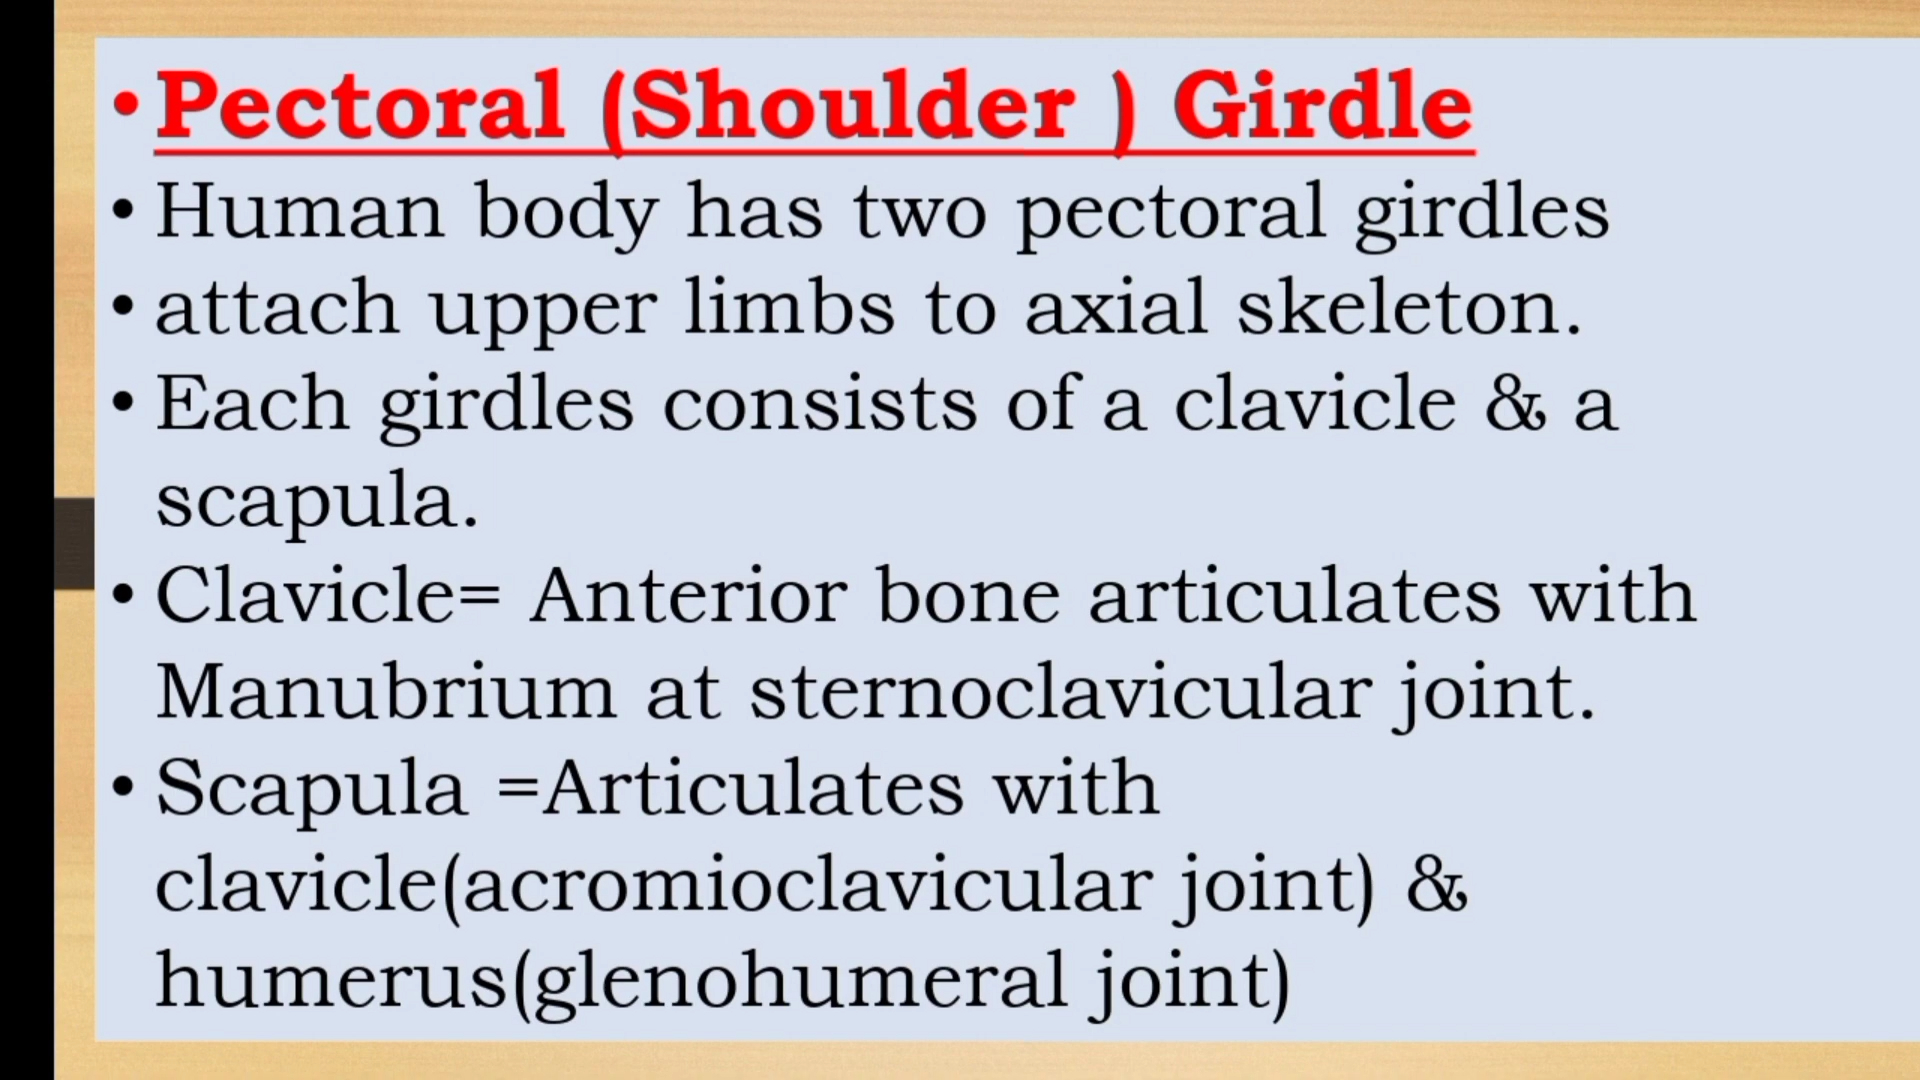 • Pectoral (Shoulder ) Girdle
• Human body has two pectoral girdles
• attach upper limbs to axial skeleton.
• Each girdles consists of a clavicle & a
scapula.
• Clavicle= Anterior bone articulates with
Manubrium at sternoclavicular joint.
• Scapula =Articulates with
clavicle(acromioclavicular joint) &
humerus(glenohumeral joint)